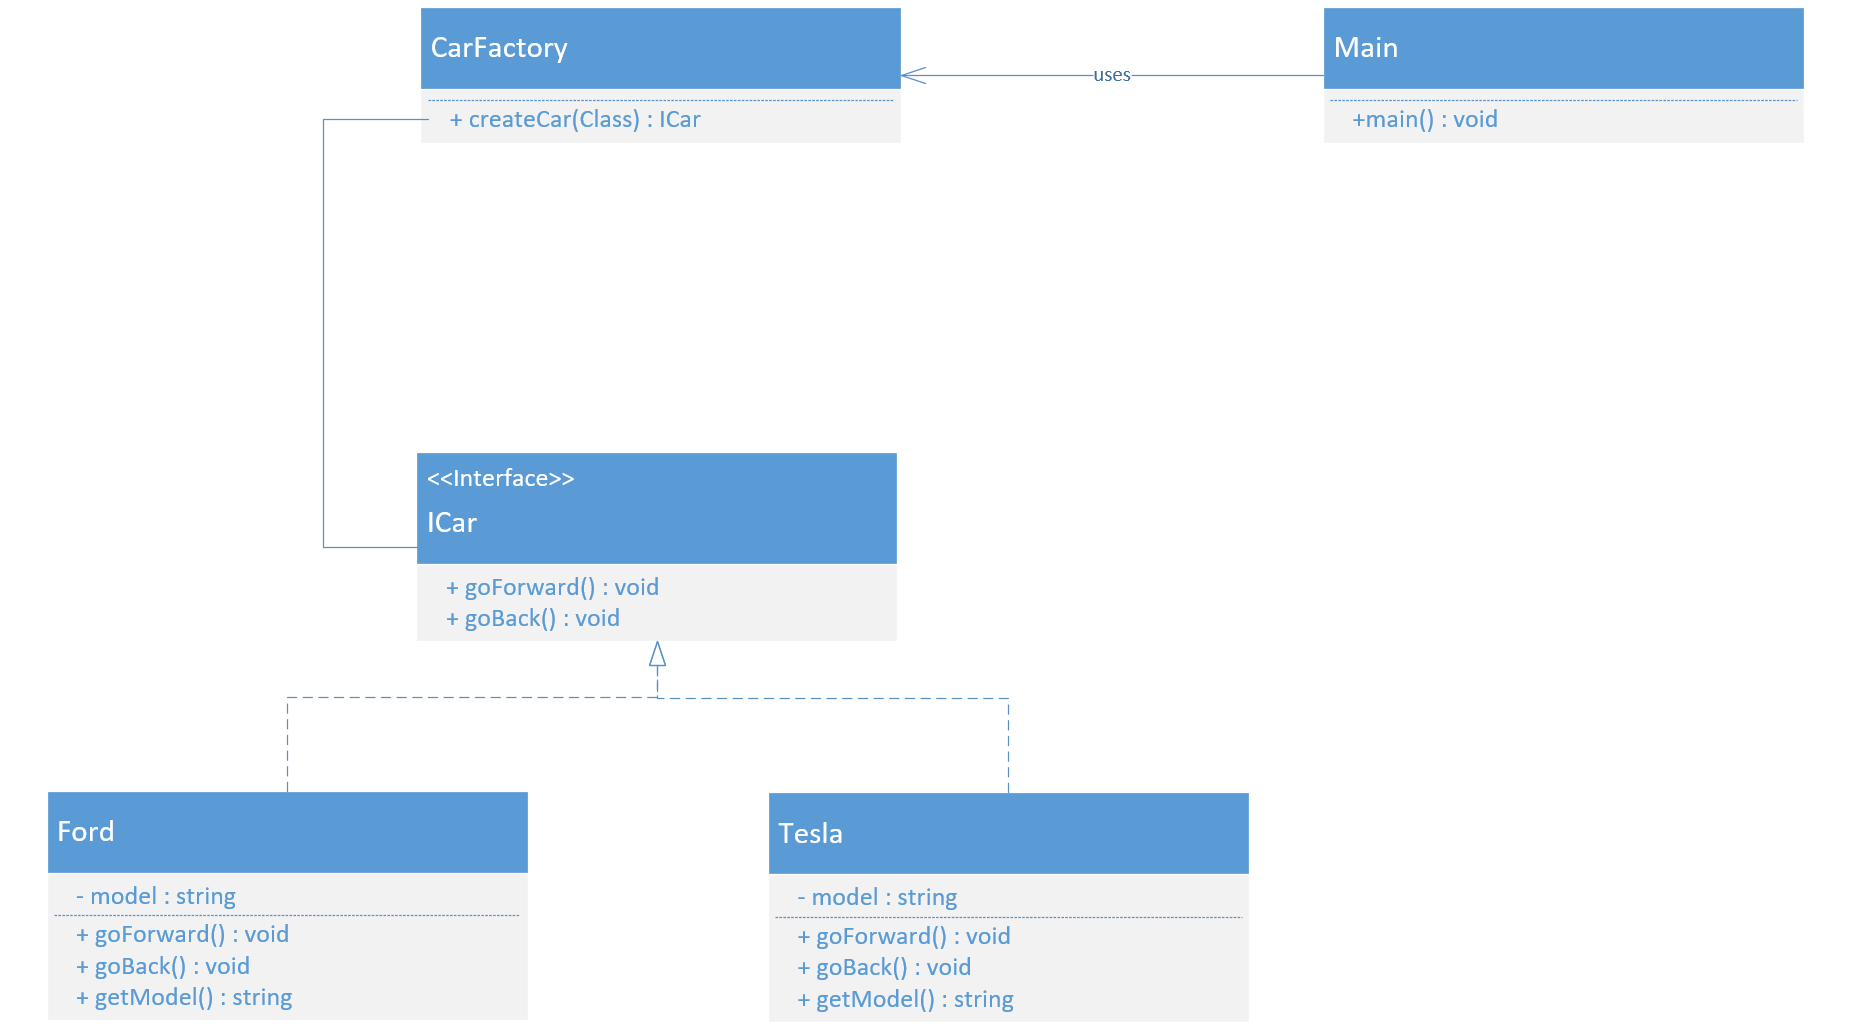 CarFactory
+ createCar(Class) : ICar
uses
Main
+main() : void
<<Interface>>
ICar
+ goForward() : void
+ goBack() : void
Ford
- model : string
+ goForward() : void
+ goBack() : void
+ getModel() : string
Tesla
- model : string
+ goForward() : void
+ goBack() : void
+ getModel() : string